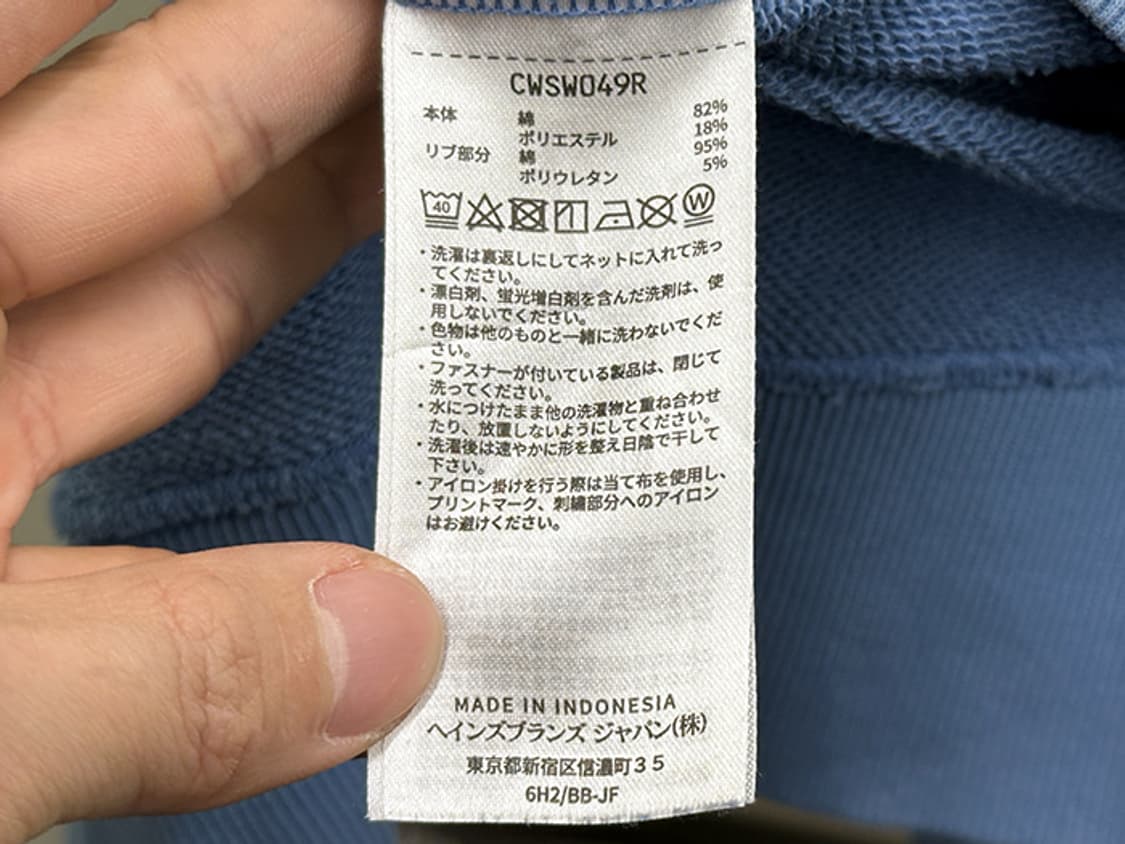 CWSW049R
本体 綿 82%
ポリエステル 18%
リブ部分 綿 95%
ポリウレタン 5%
40 W
・洗濯は裏返しにしてネットに入れて洗っ
てください。
・漂白剤、蛍光増白剤を含んだ洗剤は、使
用しないでください。
・色物は他のものと一緒に洗わないでくだ
さい。
・ファスナーが付いている製品は、閉じて
洗ってください。
・水につけたまま他の洗濯物と重ね合わせ
たり、放置しないようにしてください。
・洗濯後は速やかに形を整え日陰で干して
下さい。
・アイロン掛けを行う際は当て布を使用し、
プリントマーク、刺繍部分へのアイロン
はお避けください。
MADE IN INDONESIA
ヘインズブランズ ジャパン(株)
東京都新宿区信濃町35
6H2/BB-JF